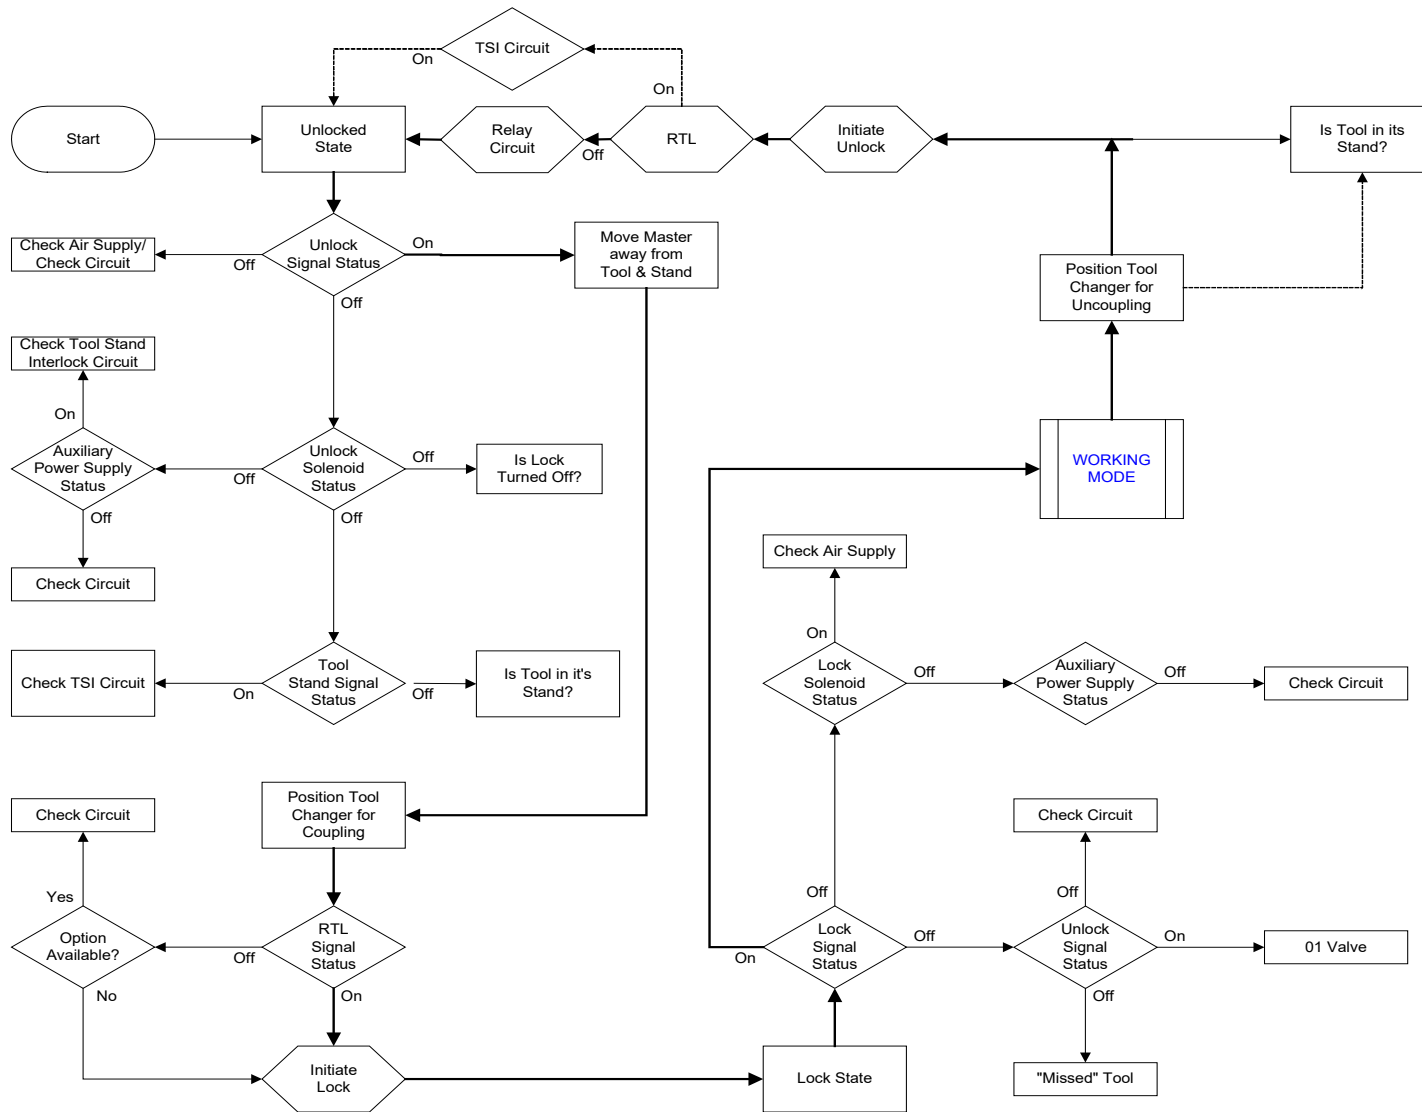 TSI Circuit
On
On
Start
Unlocked
State
Relay
Circuit
Off
RTL
Initiate
Unlock
Is Tool in its
Stand?
Check Air Supply/
Check Circuit
Off
Unlock
Signal Status
On
Off
Move Master
away from
Tool & Stand
Position Tool
Changer for
Uncoupling
Check Tool Stand
Interlock Circuit
On
Auxiliary
Power Supply
Status
Off
Off
Unlock
Solenoid
Status
Off
Off
Is Lock
Turned Off?
WORKING
MODE
Check Circuit
Check Air Supply
On
Check TSI Circuit
On
Tool
Stand Signal
Status
Off
Is Tool in it's
Stand?
Lock
Solenoid
Status
Off
Auxiliary
Power Supply
Status
Off
Check Circuit
Check Circuit
Position Tool
Changer for
Coupling
Check Circuit
Yes
Option
Available?
No
Off
RTL
Signal
Status
On
Off
On
Lock
Signal
Status
Off
Off
Unlock
Signal
Status
On
Off
01 Valve
Initiate
Lock
Lock State
"Missed" Tool